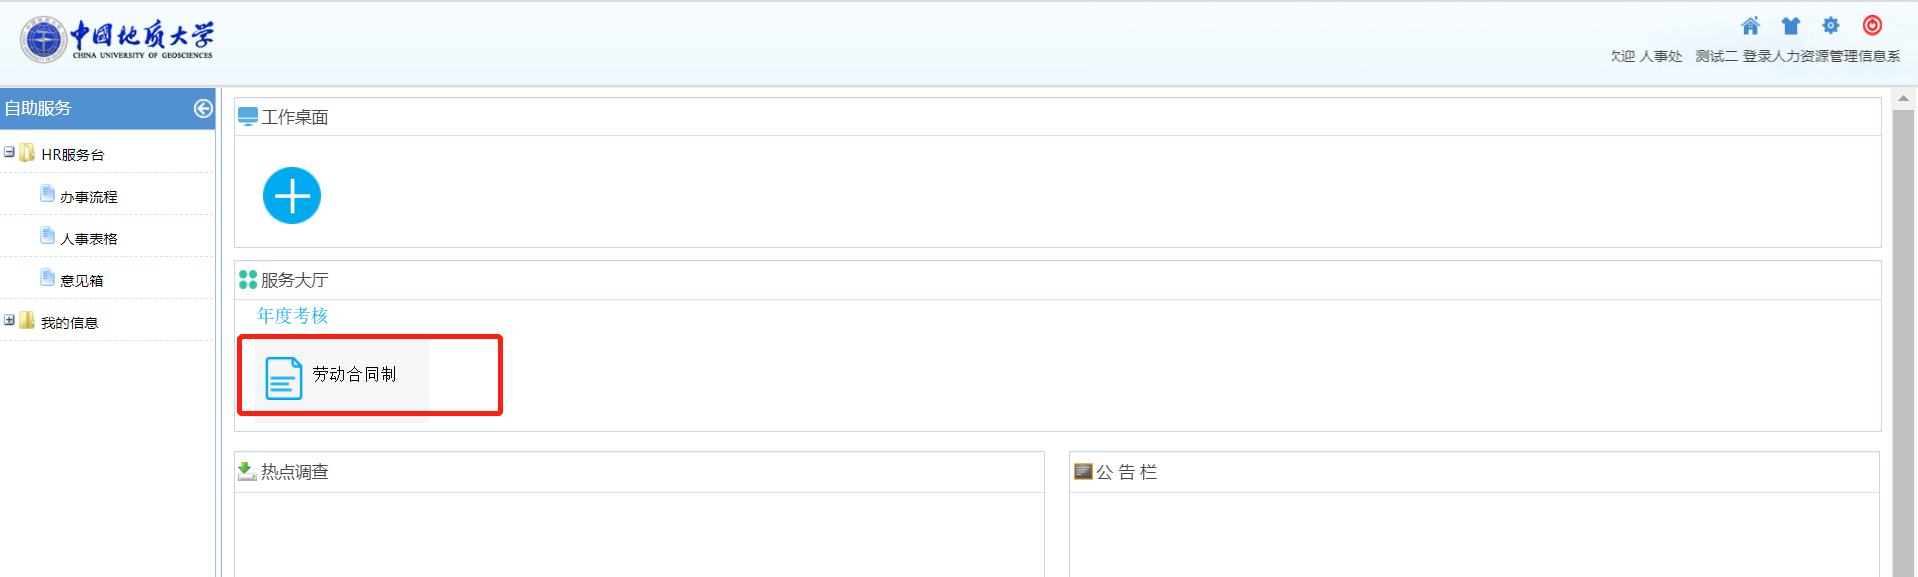 中国地质大学
CHINA UNIVERSITY OF GEOSCIENCES
欢迎 人事处 测试二 登录人力资源管理信息系
自助服务
HR服务台
办事流程
人事表格
意见箱
我的信息
工作桌面
服务大厅
年度考核
劳动合同制
热点调查
公 告 栏